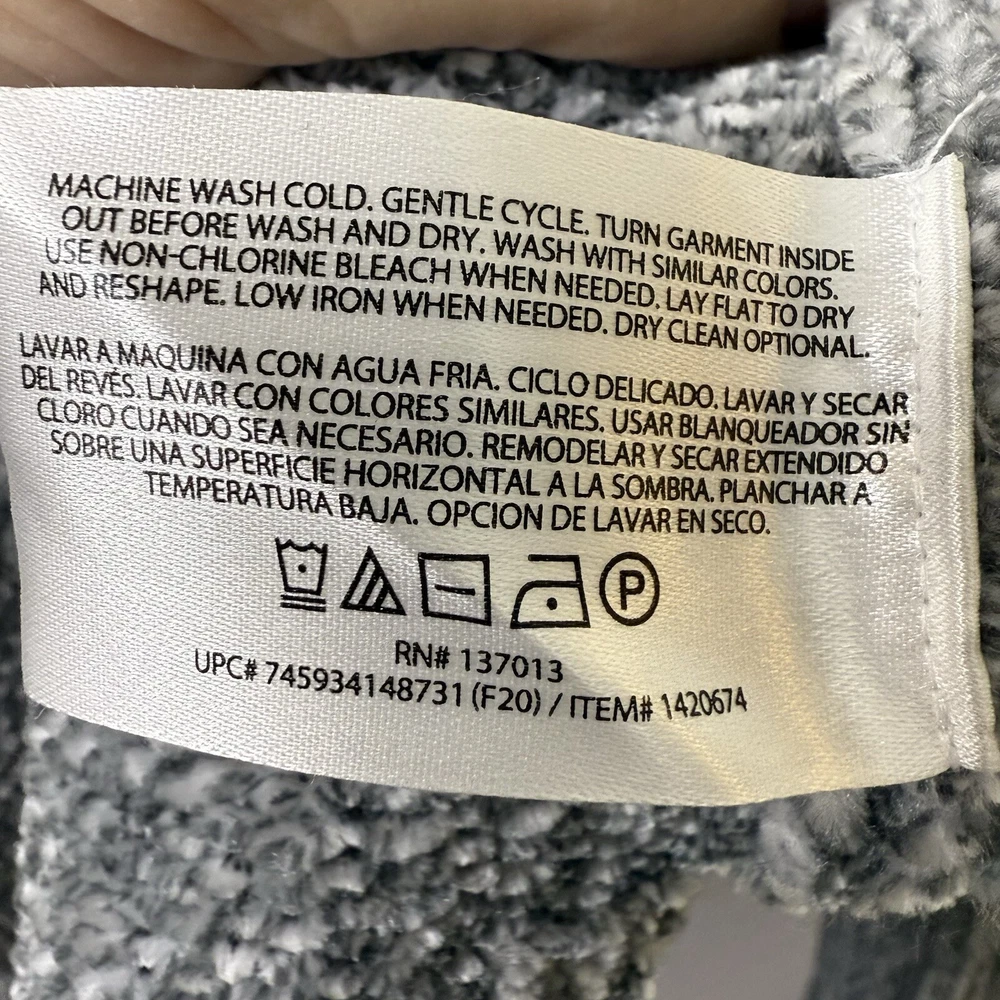 MACHINE WASH COLD. GENTLE CYCLE. TURN GARMENT INSIDE
OUT BEFORE WASH AND DRY. WASH WITH SIMILAR COLORS.
USE NON-CHLORINE BLEACH WHEN NEEDED. LAY FLAT TO DRY
AND RESHAPE. LOW IRON WHEN NEEDED. DRY CLEAN OPTIONAL.
LAVAR A MAQUINA CON AGUA FRIA. CICLO DELICADO. LAVAR Y SECAR
DEL REVÉS. LAVAR CON COLORES SIMILARES. USAR BLANQUEADOR SIN
CLORO CUANDO SEA NECESARIO. REMODELAR Y SECAR EXTENDIDO
SOBRE UNA SUPERFICIE HORIZONTAL A LA SOMBRA. PLANCHAR A
TEMPERATURA BAJA. OPCION DE LAVAR EN SECO.
P
RN# 137013
UPC# 745934148731 (F20) / ITEM# 1420674